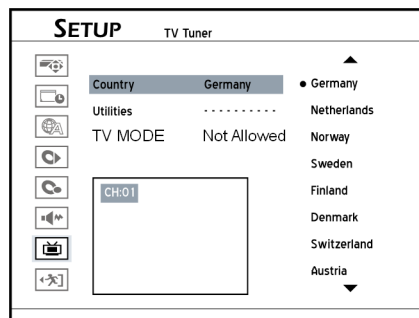 SETUP TV Tuner
Country Germany
Utilities - - - - - - - - - -
TV MODE Not Allowed
CH:01
Germany
Netherlands
Norway
Sweden
Finland
Denmark
Switzerland
Austria